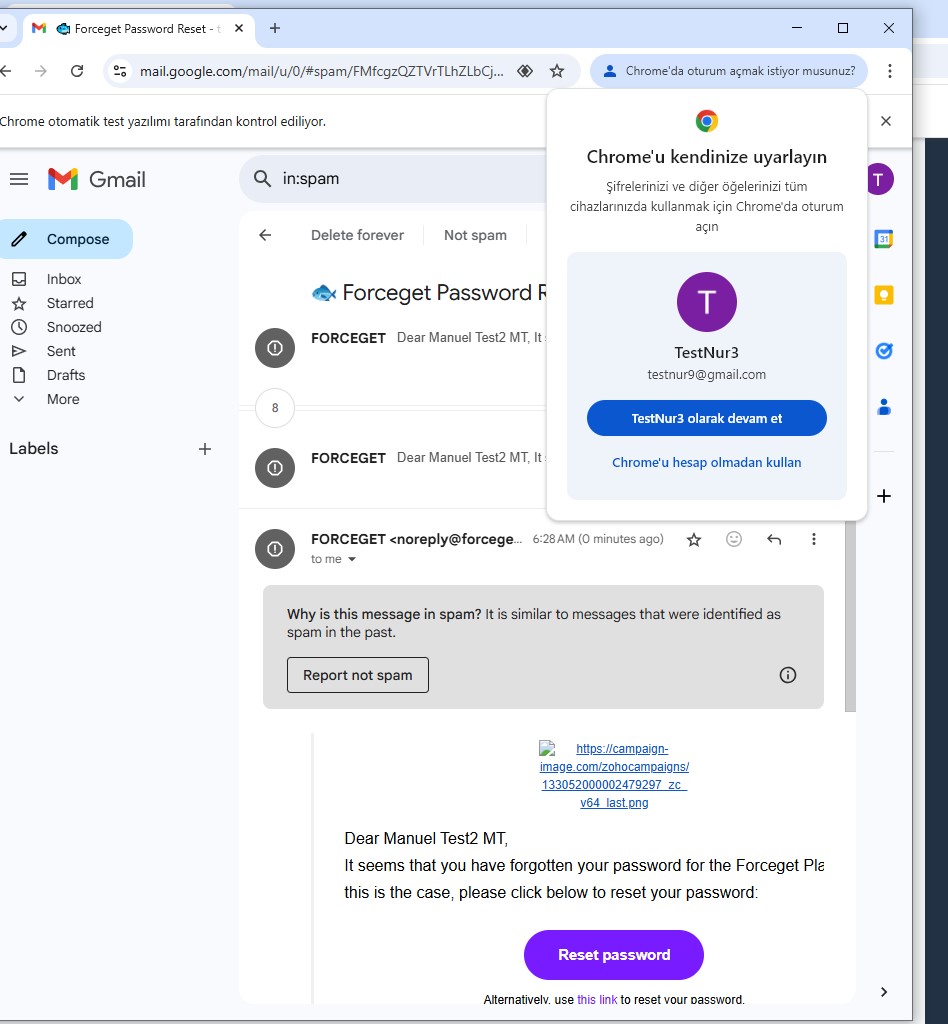 🐟 Forceget Password Reset - t
mail.google.com/mail/u/0/#spam/FMfcgzQZTVrTLhZLbCj...
Chrome'da oturum açmak istiyor musunuz?
Chrome otomatik test yazılımı tarafından kontrol ediliyor.
Chrome'u kendinize uyarlayın
Şifrelerinizi ve diğer öğelerinizi tüm
cihazlarınızda kullanmak için Chrome'da oturum
açın
T
TestNur3
testnur9@gmail.com
TestNur3 olarak devam et
Chrome'u hesap olmadan kullan
Gmail
in:spam
T
31
Compose
Inbox
Starred
Snoozed
Sent
Drafts
More
Labels
Delete forever
Not spam
🐟 Forceget Password R
FORCEGET Dear Manuel Test2 MT, It s
8
FORCEGET Dear Manuel Test2 MT, It s
FORCEGET <noreply@forcege... 6:28 AM (0 minutes ago)
to me
Why is this message in spam? It is similar to messages that were identified as
spam in the past.
Report not spam
https://campaign-
image.com/zohocampaigns/
133052000002479297_zc_
v64_last.png
Dear Manuel Test2 MT,
It seems that you have forgotten your password for the Forceget Pla
this is the case, please click below to reset your password:
Reset password
Alternatively, use this link to reset your password.